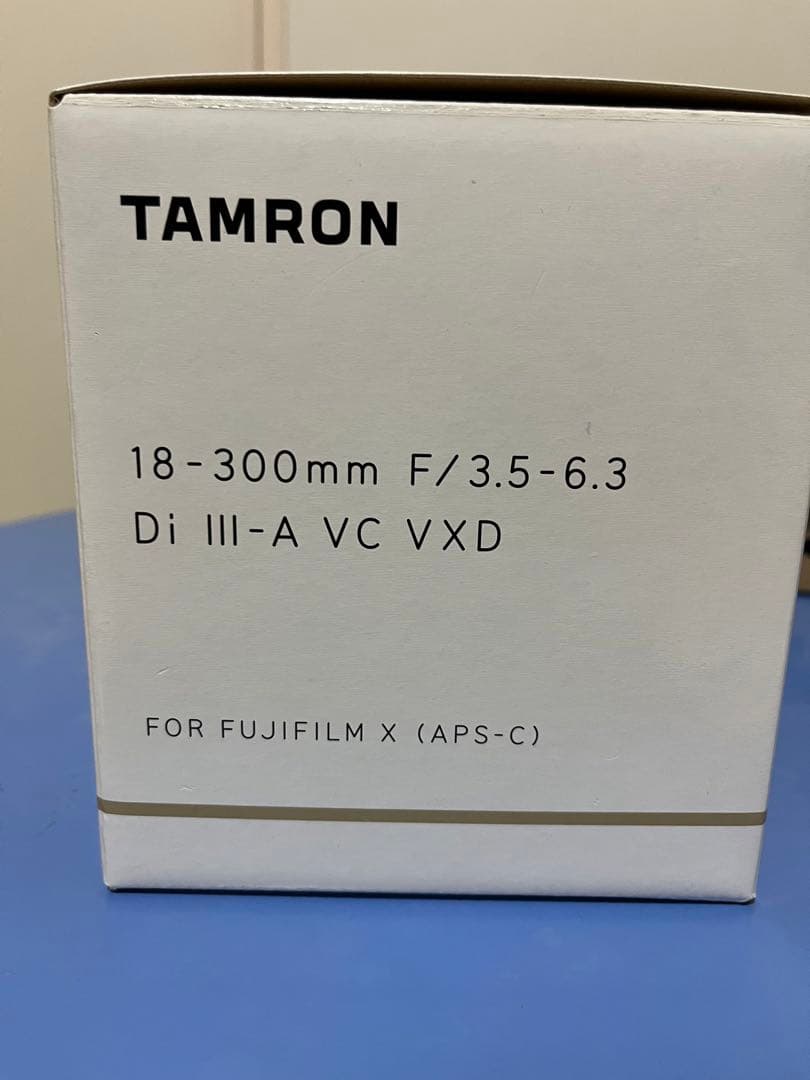 TAMRON
18-300mm F/3.5-6.3
Di III-A VC VXD
FOR FUJIFILM X (APS-C)